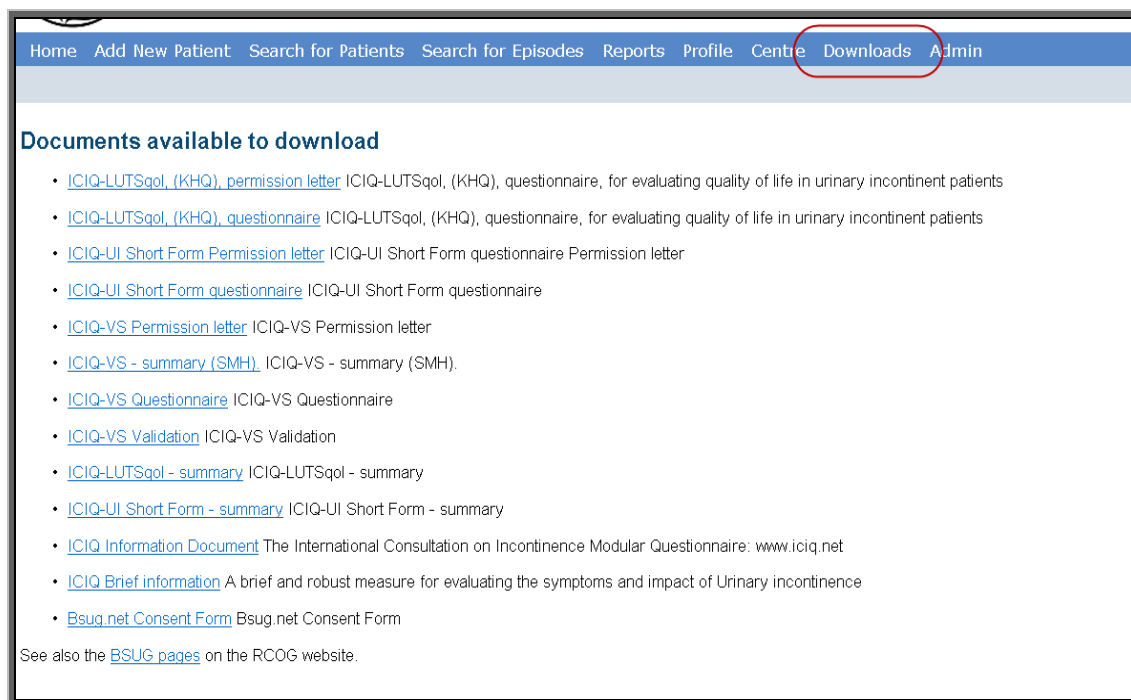 Home Add New Patient Search for Patients Search for Episodes Reports Profile Centre Downloads Admin
Documents available to download
• ICIQ-LUTSqol, (KHQ), permission letter ICIQ-LUTSqol, (KHQ), questionnaire, for evaluating quality of life in urinary incontinent patients
• ICIQ-LUTSqol, (KHQ), questionnaire ICIQ-LUTSqol, (KHQ), questionnaire, for evaluating quality of life in urinary incontinent patients
• ICIQ-UI Short Form Permission letter ICIQ-UI Short Form questionnaire Permission letter
• ICIQ-UI Short Form questionnaire ICIQ-UI Short Form questionnaire
• ICIQ-VS Permission letter ICIQ-VS Permission letter
• ICIQ-VS - summary (SMH). ICIQ-VS - summary (SMH).
• ICIQ-VS Questionnaire ICIQ-VS Questionnaire
• ICIQ-VS Validation ICIQ-VS Validation
• ICIQ-LUTSqol - summary ICIQ-LUTSqol - summary
• ICIQ-UI Short Form - summary ICIQ-UI Short Form - summary
• ICIQ Information Document The International Consultation on Incontinence Modular Questionnaire: www.iciq.net
• ICIQ Brief information A brief and robust measure for evaluating the symptoms and impact of Urinary incontinence
• Bsug.net Consent Form Bsug.net Consent Form
See also the BSUG pages on the RCOG website.